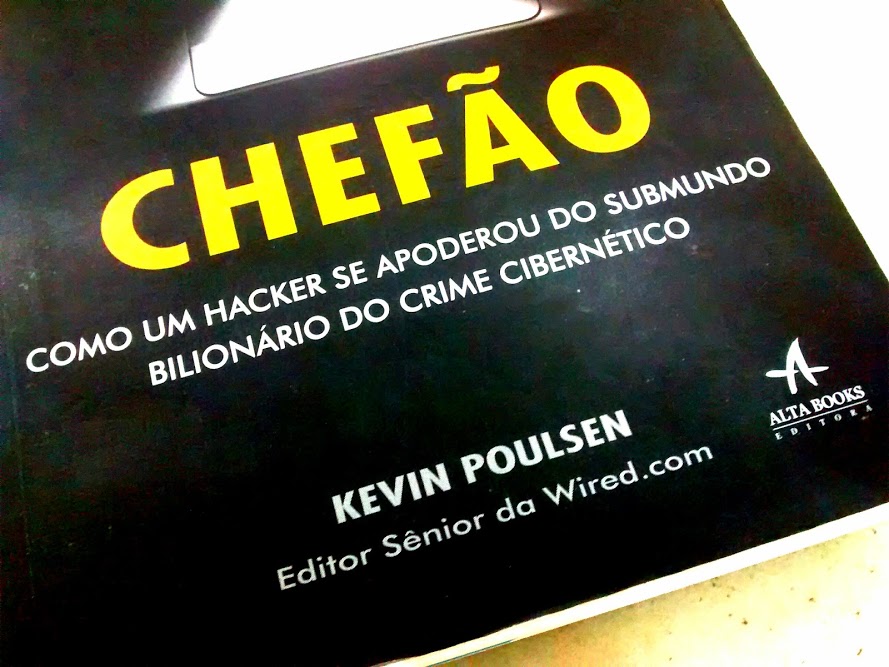 CHEFÃO
COMO UM HACKER SE APODEROU DO SUBMUNDO
BILIONÁRIO DO CRIME CIBERNÉTICO
KEVIN POULSEN
Editor Sênior da Wired.com
ALTA BOOKS
EDITORA